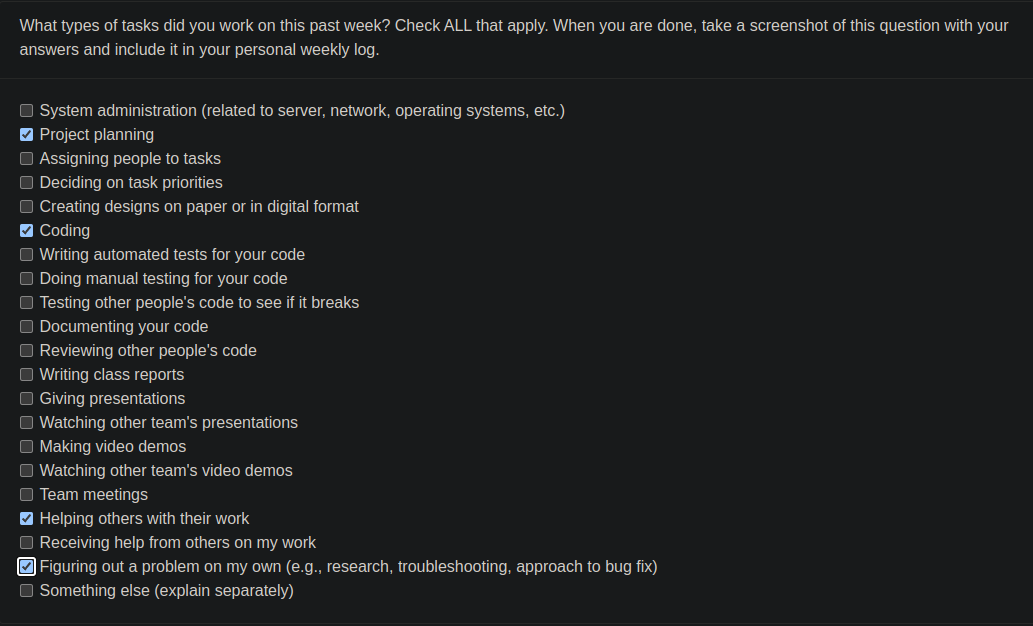 What types of tasks did you work on this past week? Check ALL that apply. When you are done, take a screenshot of this question with your
answers and include it in your personal weekly log.
System administration (related to server, network, operating systems, etc.)
Project planning
Assigning people to tasks
Deciding on task priorities
Creating designs on paper or in digital format
Coding
Writing automated tests for your code
Doing manual testing for your code
Testing other people's code to see if it breaks
Documenting your code
Reviewing other people's code
Writing class reports
Giving presentations
Watching other team's presentations
Making video demos
Watching other team's video demos
Team meetings
Helping others with their work
Receiving help from others on my work
Figuring out a problem on my own (e.g., research, troubleshooting, approach to bug fix)
Something else (explain separately)